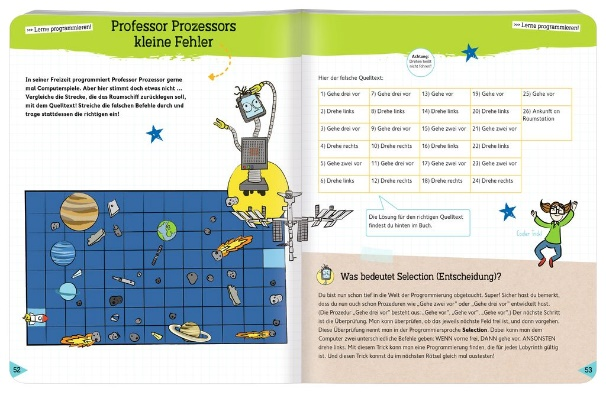 >>> Lerne programmieren!
Professor Prozessors
kleine Fehler
In seiner Freizeit programmiert Professor Prozessor gerne
mal Computerspiele. Aber hier stimmt doch etwas nicht ...
Vergleiche die Strecke, die das Raumschiff zurücklegen soll,
mit dem Quelltext! Streiche die falschen Befehle durch und
trage stattdessen die richtigen ein!
52
>>> Lerne programmieren!
Achtung:
Drehen heißt
nicht fahren!
Hier der falsche Quelltext:
1) Gehe drei vor 7) Gehe drei vor 13) Gehe vor 19) Gehe vor 25) Gehe vor
2) Drehe links 8) Drehe links 14) Drehe links 20) Drehe links 26) Ankunft an
Raumstation
3) Gehe drei vor 9) Gehe drei vor 15) Gehe zwei vor 21) Gehe zwei vor
4) Drehe rechts 10) Drehe rechts 16) Drehe links 22) Drehe links
5) Gehe zwei vor 11) Gehe drei vor 17) Gehe zwei vor 23) Gehe zwei vor
6) Drehe links 12) Drehe rechts 18) Drehe rechts 24) Drehe rechts
Die Lösung für den richtigen Quelltext
findest du hinten im Buch.
Was bedeutet Selection (Entscheidung)?
Du bist nun schon tief in die Welt der Programmierung abgetaucht. Super! Sicher hast du bemerkt,
dass du nun auch schon Prozeduren wie „Gehe zwei vor" oder „Gehe drei vor" entwickelt hast.
(Die Prozedur „Gehe drei vor" besteht aus: „Gehe vor", „Gehe vor", „Gehe vor".) Der nächste Schritt
ist die Überprüfung. Man kann überprüfen, ob das jeweils nächste Feld frei ist, und dann vorgehen.
Diese Überprüfung nennt man in der Programmiersprache Selection. Dabei kann man dem
Computer zwei unterschiedliche Befehle geben: WENN vorne frei, DANN gehe vor, ANSONSTEN
drehe links. Mit diesem Trick kann man eine Programmierung finden, die für jedes Labyrinth gültig
ist. Und diesen Trick kannst du im nächsten Rätsel gleich mal austesten!
53